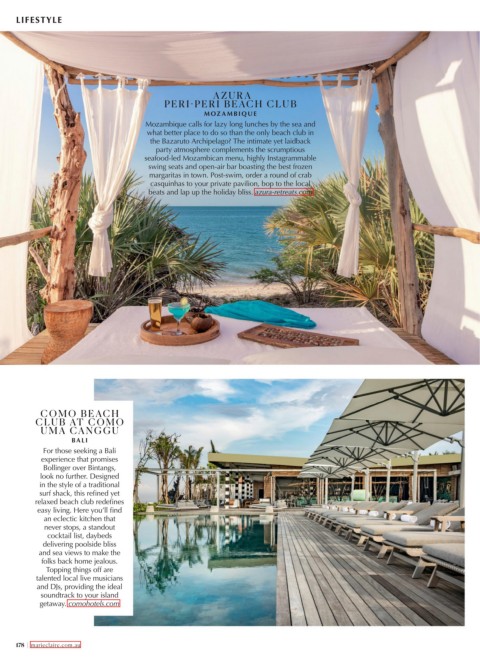 LIFESTYLE
AZURA
PERI-PERI BEACH CLUB
MOZAMBIQUE
Mozambique calls for lazy long lunches by the sea and
what better place to do so than the only beach club in
the Bazaruto Archipelago? The intimate yet laidback
party atmosphere complements the scrumptious
seafood-led Mozambican menu, highly Instagrammable
swing seats and open-air bar boasting the best frozen
margaritas in town. Post-swim, order a round of crab
casquinhas to your private pavilion, bop to the local
beats and lap up the holiday bliss. azura-retreats.com
COMO BEACH
CLUB AT COMO
UMA CANGGU
BALI
For those seeking a Bali
experience that promises
Bollinger over Bintangs,
look no further. Designed
in the style of a traditional
surf shack, this refined yet
relaxed beach club redefines
easy living. Here you'll find
an eclectic kitchen that
never stops, a standout
cocktail list, daybeds
delivering poolside bliss
and sea views to make the
folks back home jealous.
Topping things off are
talented local live musicians
and DJs, providing the ideal
soundtrack to your island
getaway. comohotels.com
178 | marieclaire.com.au